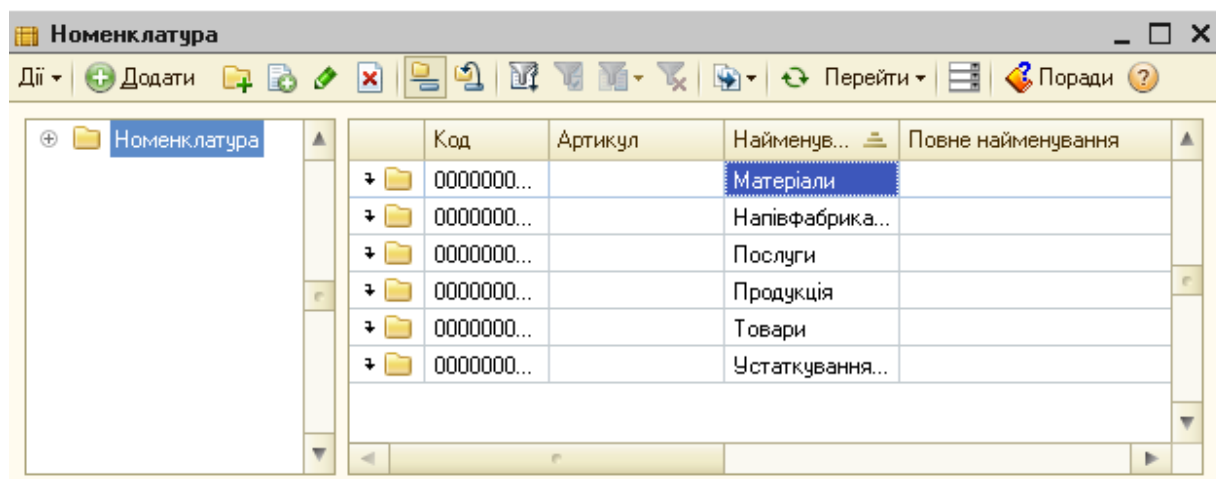 Номенклатура
Дії Додати Перейти Поради
Номенклатура
Код Артикул Найменув... Повне найменування
0000000... Матеріали
0000000... Напівфабрика...
0000000... Послуги
0000000... Продукція
0000000... Товари
0000000... Устаткування...